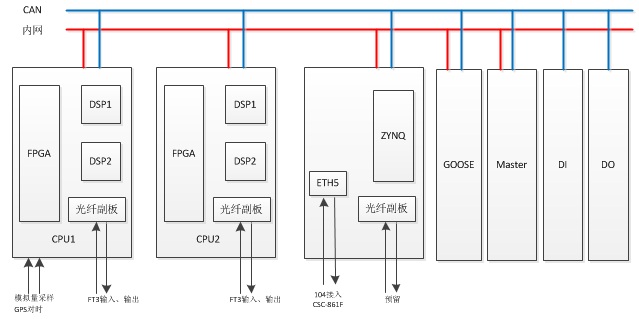 CAN
内网
FPGA
DSP1
DSP2
光纤副板
CPU1
FPGA
DSP1
DSP2
光纤副板
CPU2
ZYNQ
ETH5
光纤副板
GOOSE
Master
DI
DO
模拟量采样
GPS对时
FT3输入、输出
FT3输入、输出
104接入
CSC-861F
预留